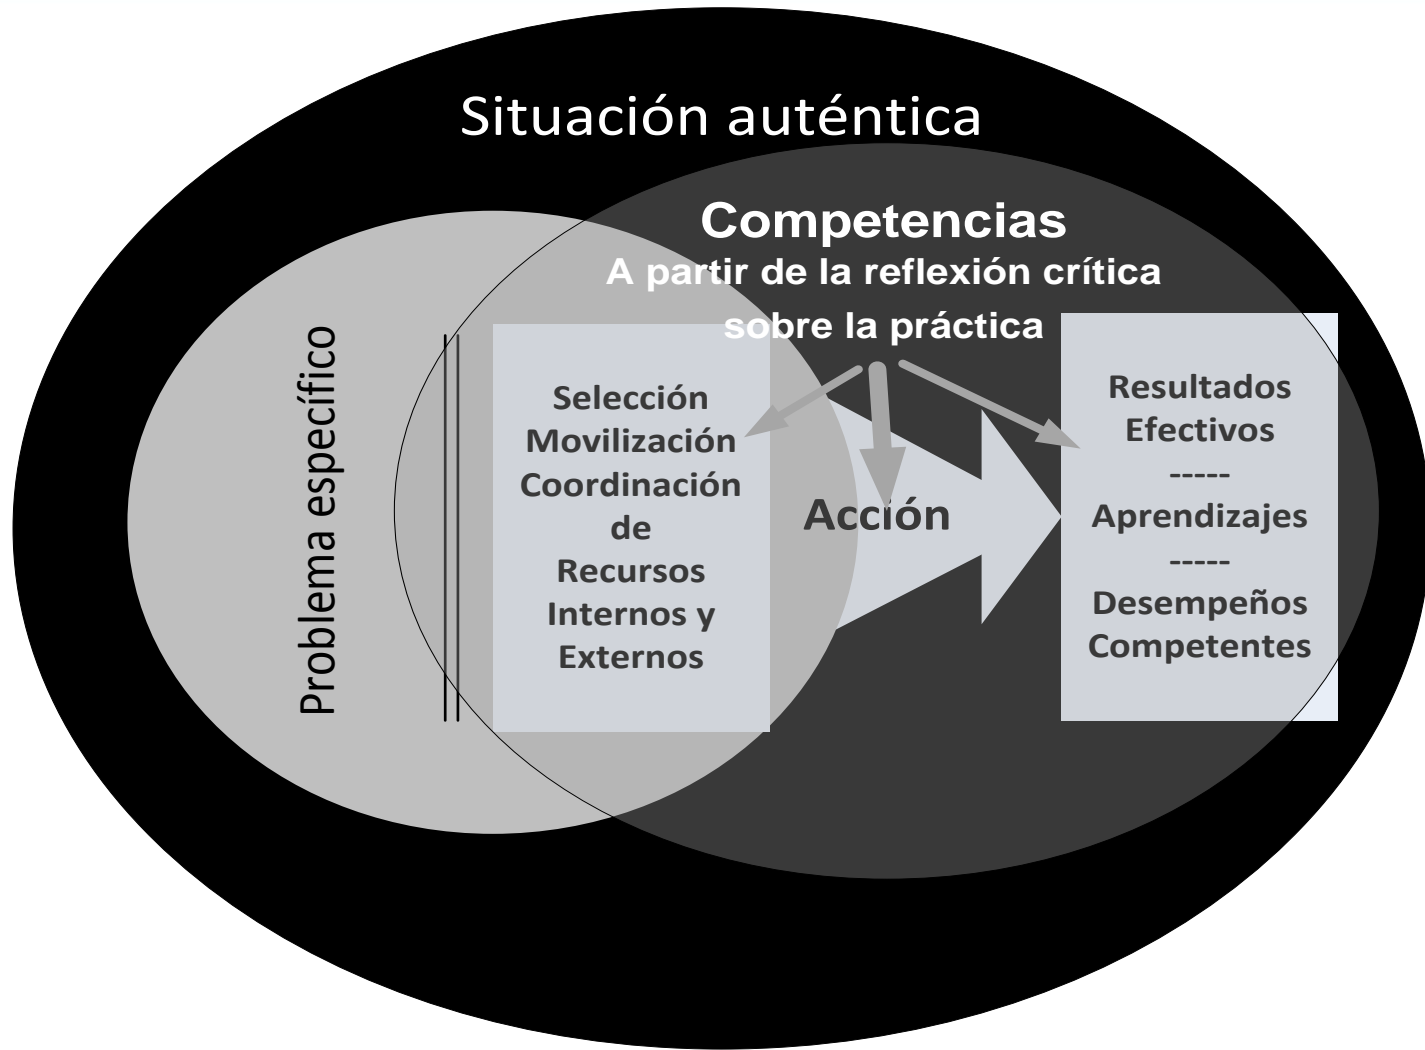 Situación auténtica
Competencias
A partir de la reflexión crítica
sobre la práctica
Problema específico
Selección
Movilización
Coordinación
de
Recursos
Internos y
Externos
Acción
Resultados
Efectivos
-----
Aprendizajes
-----
Desempeños
Competentes